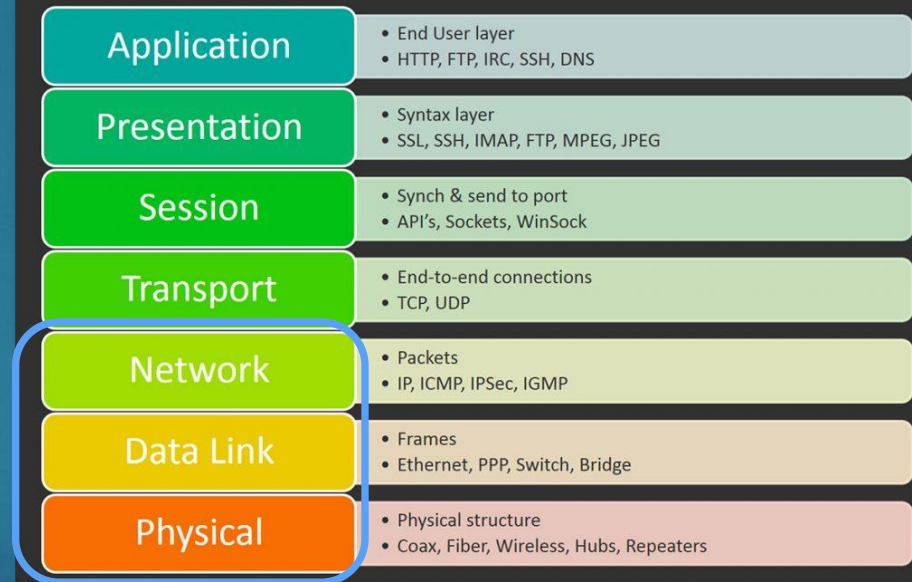 Application
• End User layer
• HTTP, FTP, IRC, SSH, DNS
Presentation
• Syntax layer
• SSL, SSH, IMAP, FTP, MPEG, JPEG
Session
• Synch & send to port
• API's, Sockets, WinSock
Transport
• End-to-end connections
• TCP, UDP
Network
• Packets
• IP, ICMP, IPSec, IGMP
Data Link
• Frames
• Ethernet, PPP, Switch, Bridge
Physical
• Physical structure
• Coax, Fiber, Wireless, Hubs, Repeaters